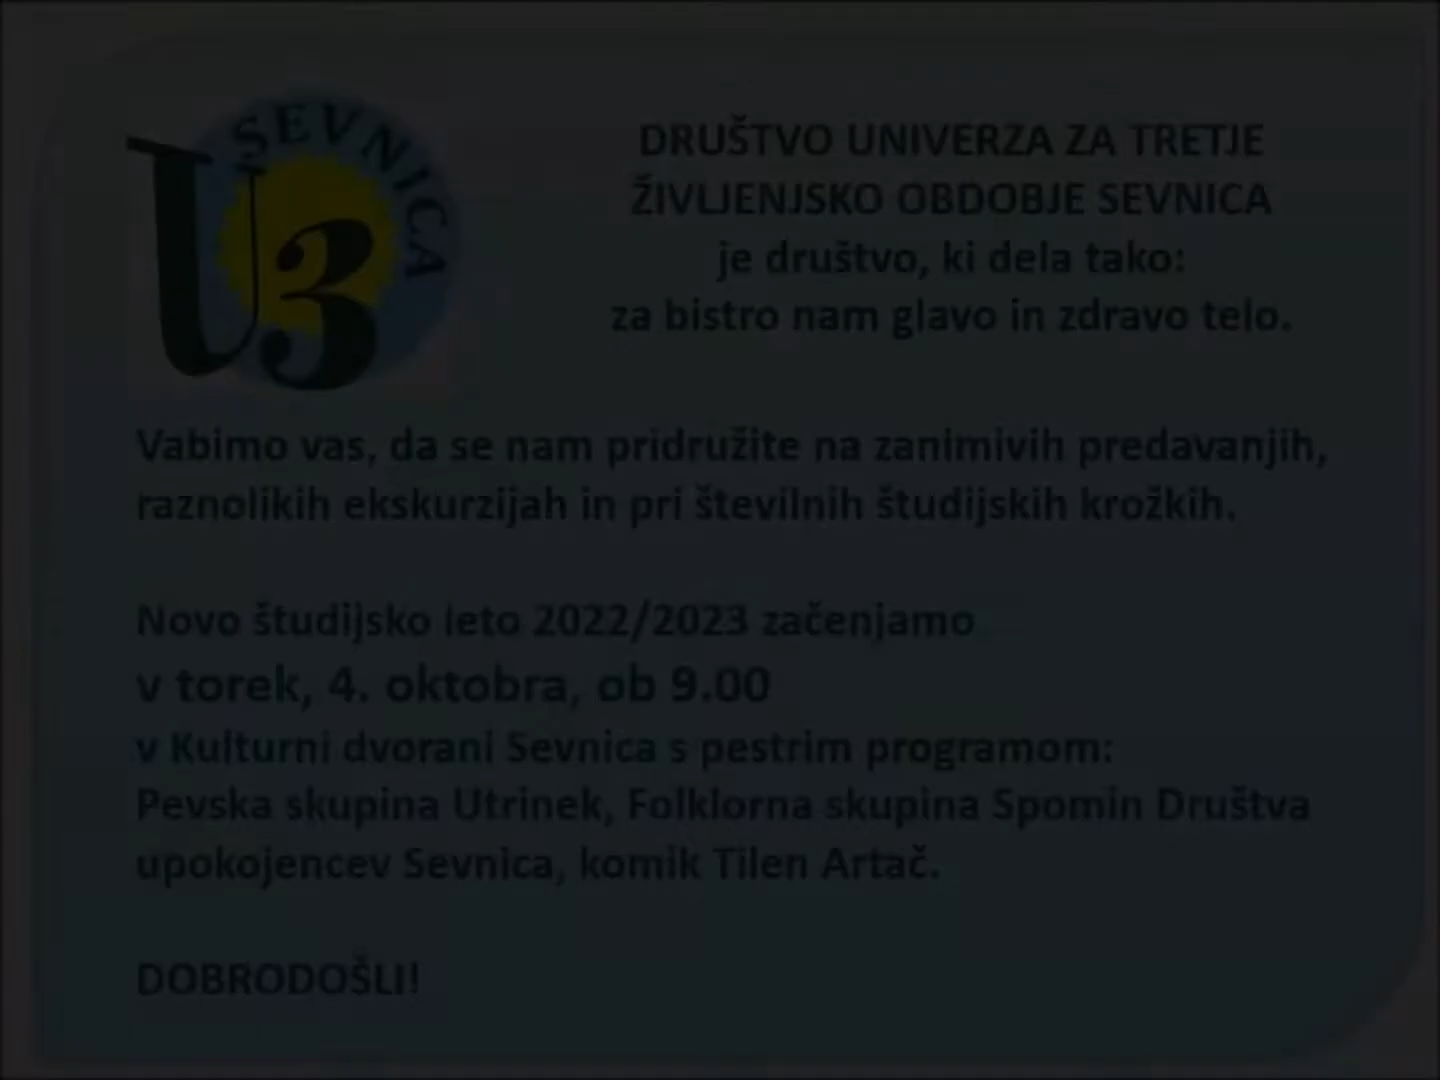 SEVNICA
U3
DRUŠTVO UNIVERZA ZA TRETJE
ŽIVLJENJSKO OBDOBJE SEVNICA
je društvo, ki dela tako:
za bistro nam glavo in zdravo telo.
Vabimo vas, da se nam pridružite na zanimivih predavanjih,
raznolikih ekskurzijah in pri številnih študijskih krožkih.
Novo študijsko leto 2022/2023 začenjamo
v torek, 4. oktobra, ob 9.00
v Kulturni dvorani Sevnica s pestrim programom:
Pevska skupina Utrinek, Folklorna skupina Spomin Društva
upokojencev Sevnica, komik Tilen Artač.
DOBRODOŠLI!